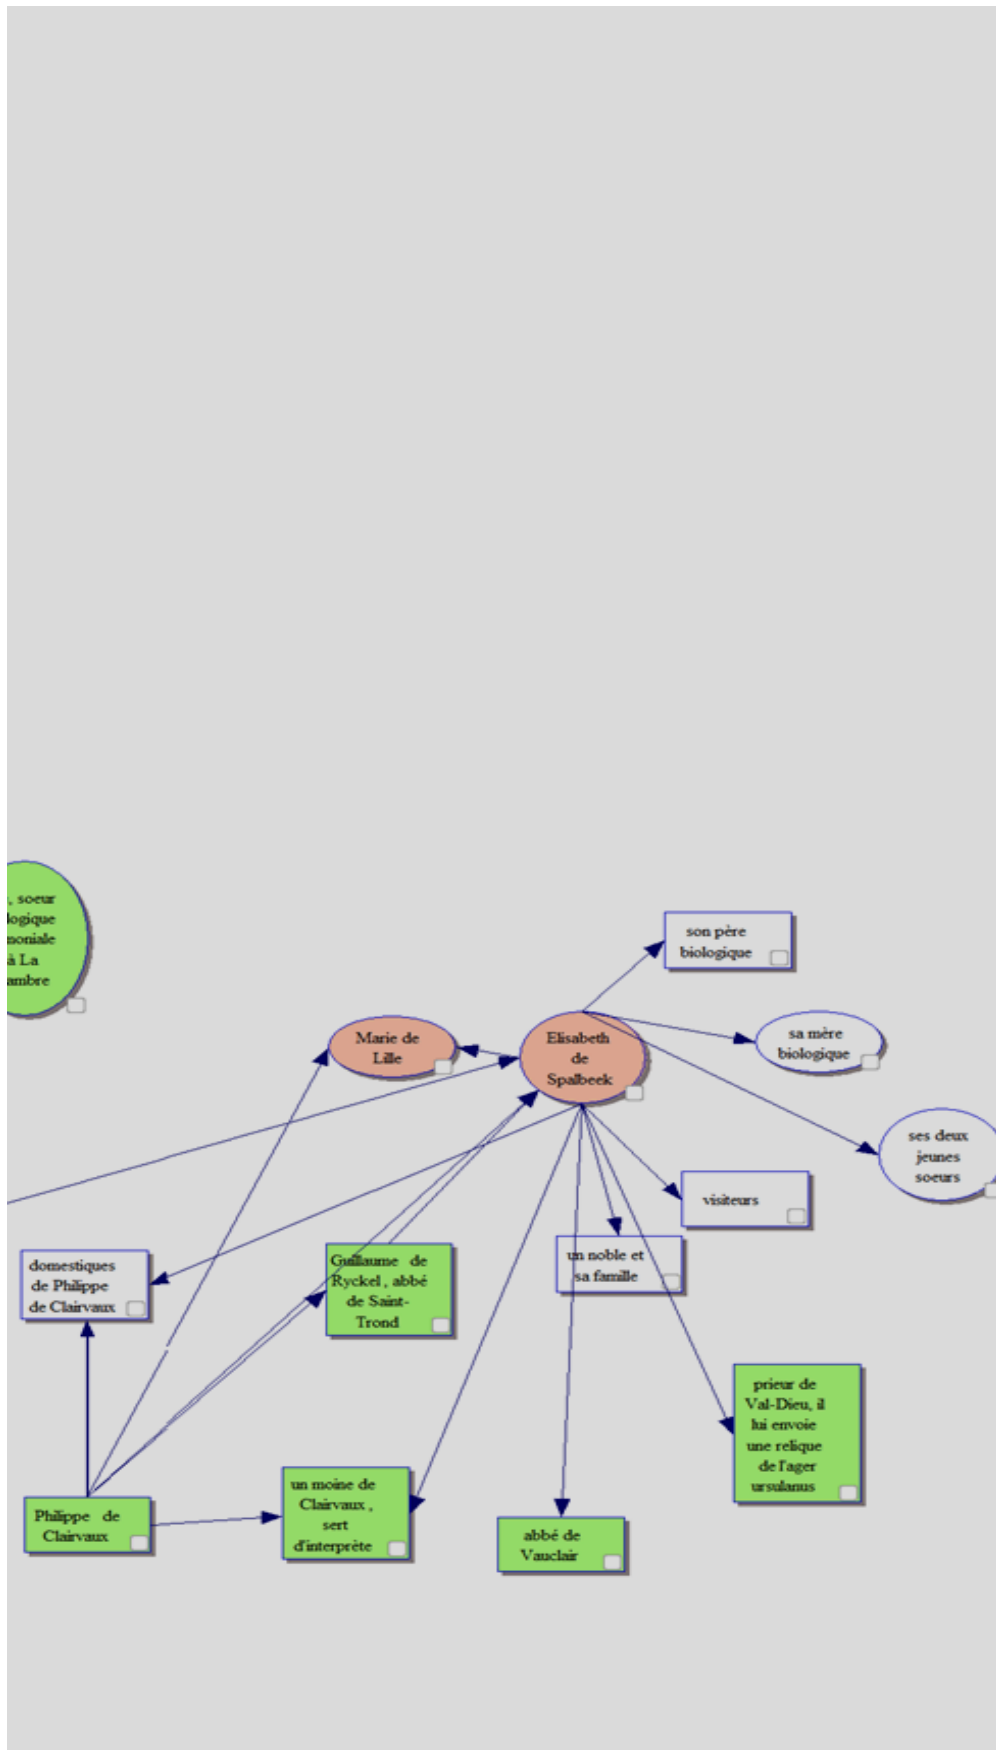 , soeur
logique
moniale
à La
ambre
son père
biologique
Marie de
Lille
Elisabeth
de
Spalbeek
sa mère
biologique
ses deux
jeunes
soeurs
visiteurs
un noble et
sa famille
domestiques
de Philippe
de Clairvaux
Guillaume de
Ryckel , abbé
de Saint-
Trond
prieur de
Val-Dieu, il
lui envoie
une relique
de l'ager
ursulanus
un moine de
Clairvaux ,
sert
d'interprète
Philippe de
Clairvaux
abbé de
Vauclair